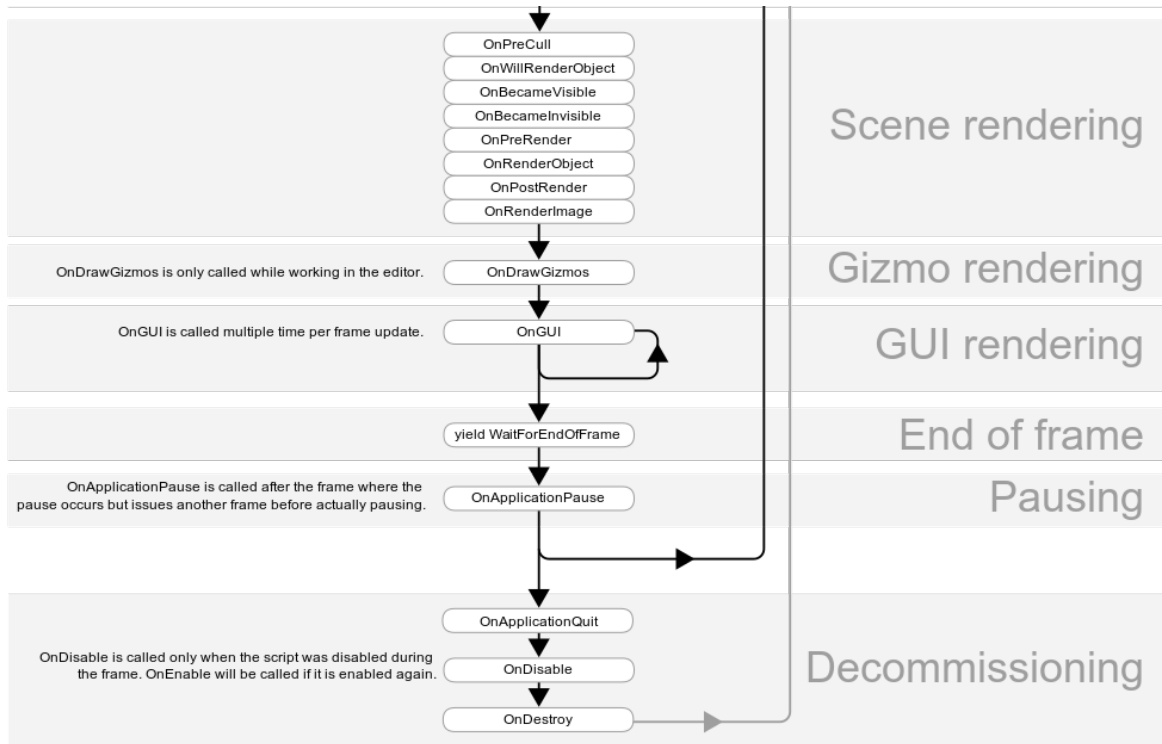 OnPreCull
OnWillRenderObject
OnBecameVisible
OnBecameInvisible
OnPreRender
OnRenderObject
OnPostRender
OnRenderImage
Scene rendering
OnDrawGizmos is only called while working in the editor.
OnDrawGizmos
Gizmo rendering
OnGUI is called multiple time per frame update.
OnGUI
GUI rendering
yield WaitForEndOfFrame
End of frame
OnApplicationPause is called after the frame where the
pause occurs but issues another frame before actually pausing.
OnApplicationPause
Pausing
OnApplicationQuit
OnDisable is called only when the script was disabled during
the frame. OnEnable will be called if it is enabled again.
OnDisable
OnDestroy
Decommissioning